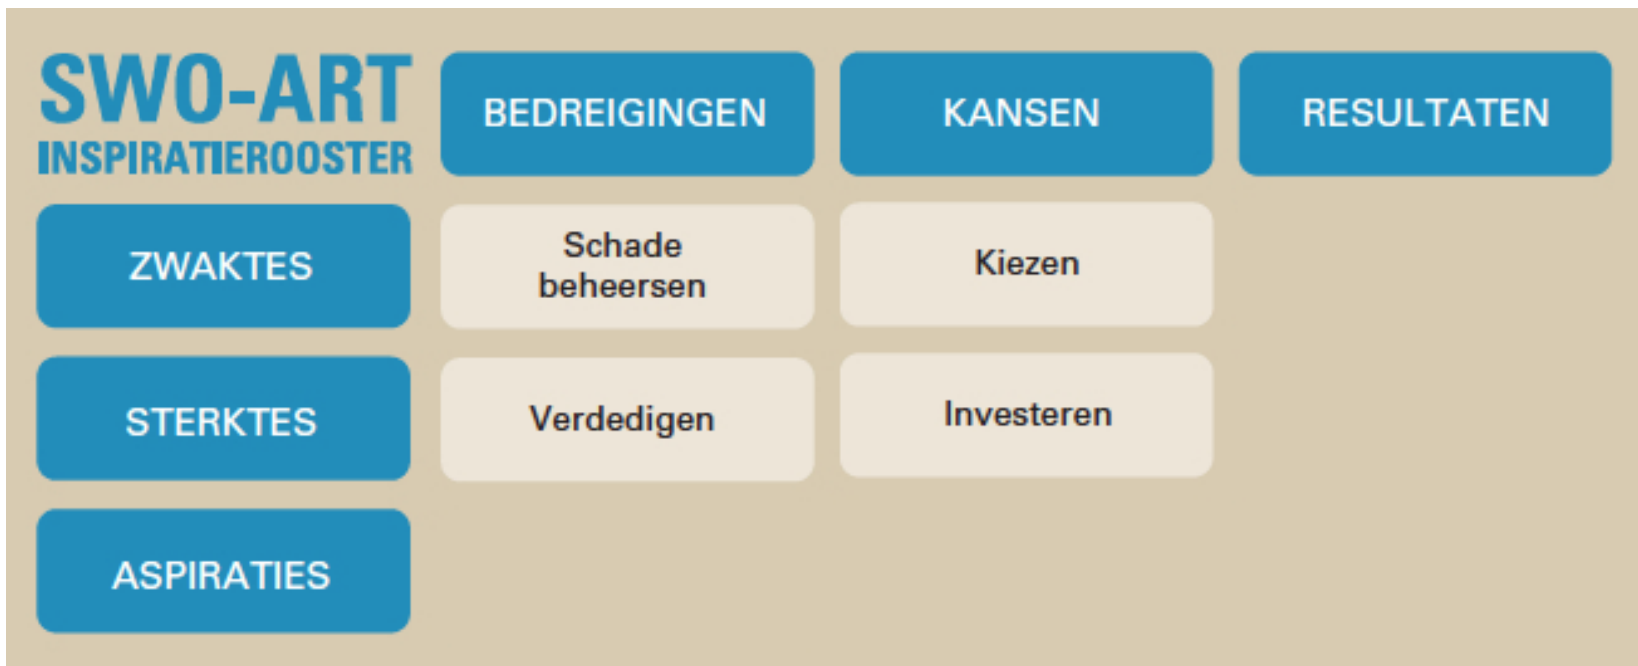 SWO-ART
INSPIRATIEROOSTER
BEDREIGINGEN
KANSEN
RESULTATEN
ZWAKTES
Schade
beheersen
Kiezen
STERKTES
Verdedigen
Investeren
ASPIRATIES